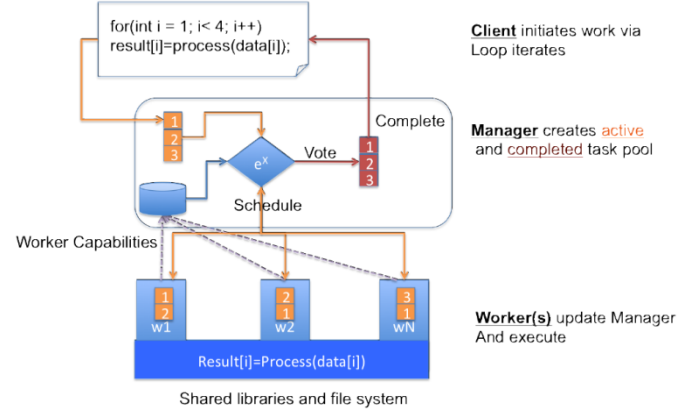 for(int i = 1; i< 4; i++)
result[i]=process(data[i]);
Client initiates work via
Loop iterates
Complete
1
2
3
1
2
3
Manager creates active
and completed task pool
Vote
eˣ
Schedule
Worker Capabilities
1
2
w1
2
1
w2
3
1
wN
Worker(s) update Manager
And execute
Result[i]=Process(data[i])
Shared libraries and file system